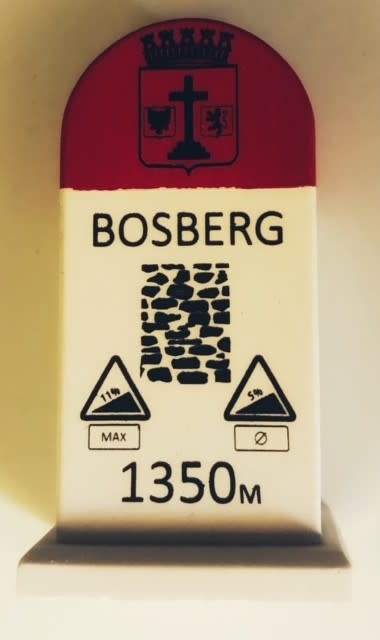 BOSBERG
11% 5%
MAX Ø
1350M